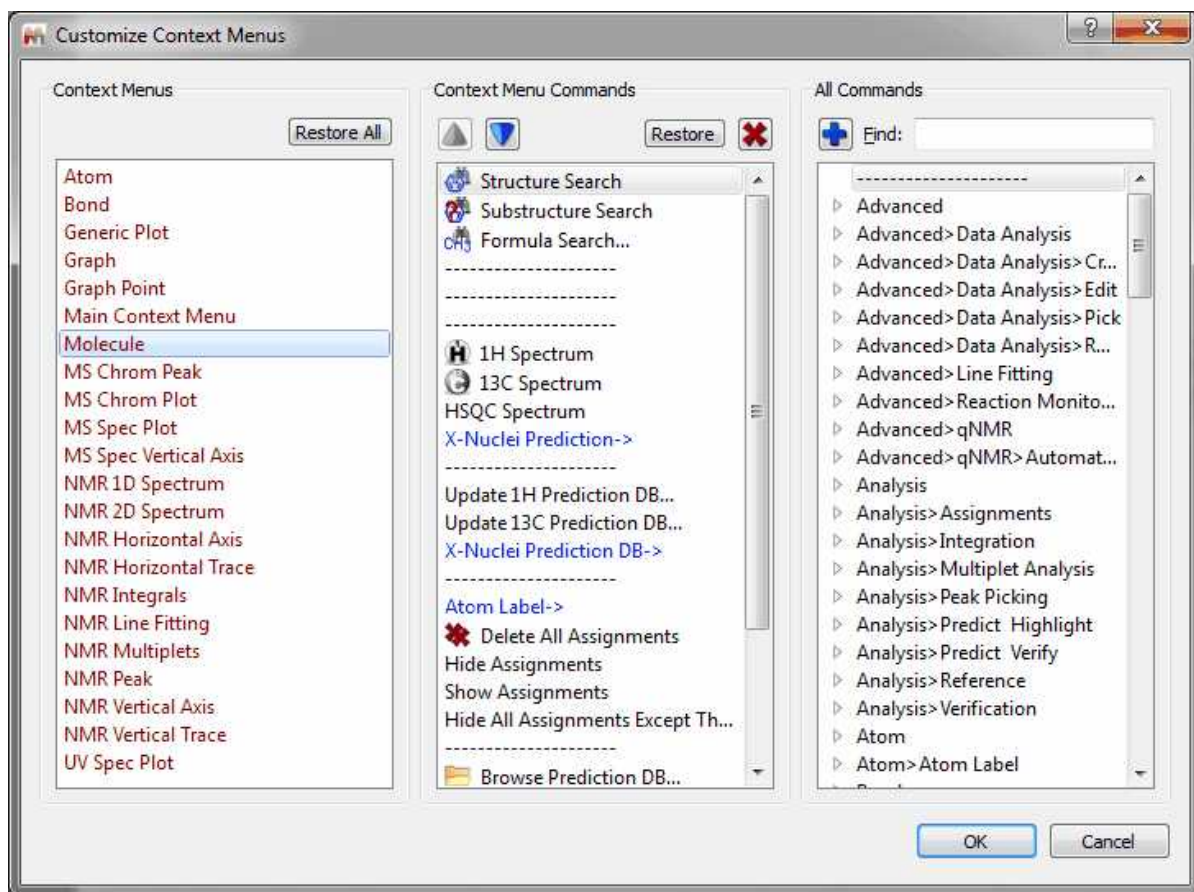 Customize Context Menus
Context Menus
Restore All
Atom
Bond
Generic Plot
Graph
Graph Point
Main Context Menu
Molecule
MS Chrom Peak
MS Chrom Plot
MS Spec Plot
MS Spec Vertical Axis
NMR 1D Spectrum
NMR 2D Spectrum
NMR Horizontal Axis
NMR Horizontal Trace
NMR Integrals
NMR Line Fitting
NMR Multiplets
NMR Peak
NMR Vertical Axis
NMR Vertical Trace
UV Spec Plot
Context Menu Commands
Restore
Structure Search
Substructure Search
Formula Search...
---------------------
---------------------
---------------------
1H Spectrum
13C Spectrum
HSQC Spectrum
X-Nuclei Prediction->
---------------------
Update 1H Prediction DB...
Update 13C Prediction DB...
X-Nuclei Prediction DB->
---------------------
Atom Label->
Delete All Assignments
Hide Assignments
Show Assignments
Hide All Assignments Except Th...
---------------------
Browse Prediction DB...
All Commands
Find:
---------------------
Advanced
Advanced>Data Analysis
Advanced>Data Analysis>Cr...
Advanced>Data Analysis>Edit
Advanced>Data Analysis>Pick
Advanced>Data Analysis>R...
Advanced>Line Fitting
Advanced>Reaction Monito...
Advanced>qNMR
Advanced>qNMR>Automat...
Analysis
Analysis>Assignments
Analysis>Integration
Analysis>Multiplet Analysis
Analysis>Peak Picking
Analysis>Predict Highlight
Analysis>Predict Verify
Analysis>Reference
Analysis>Verification
Atom
Atom>Atom Label
OK
Cancel